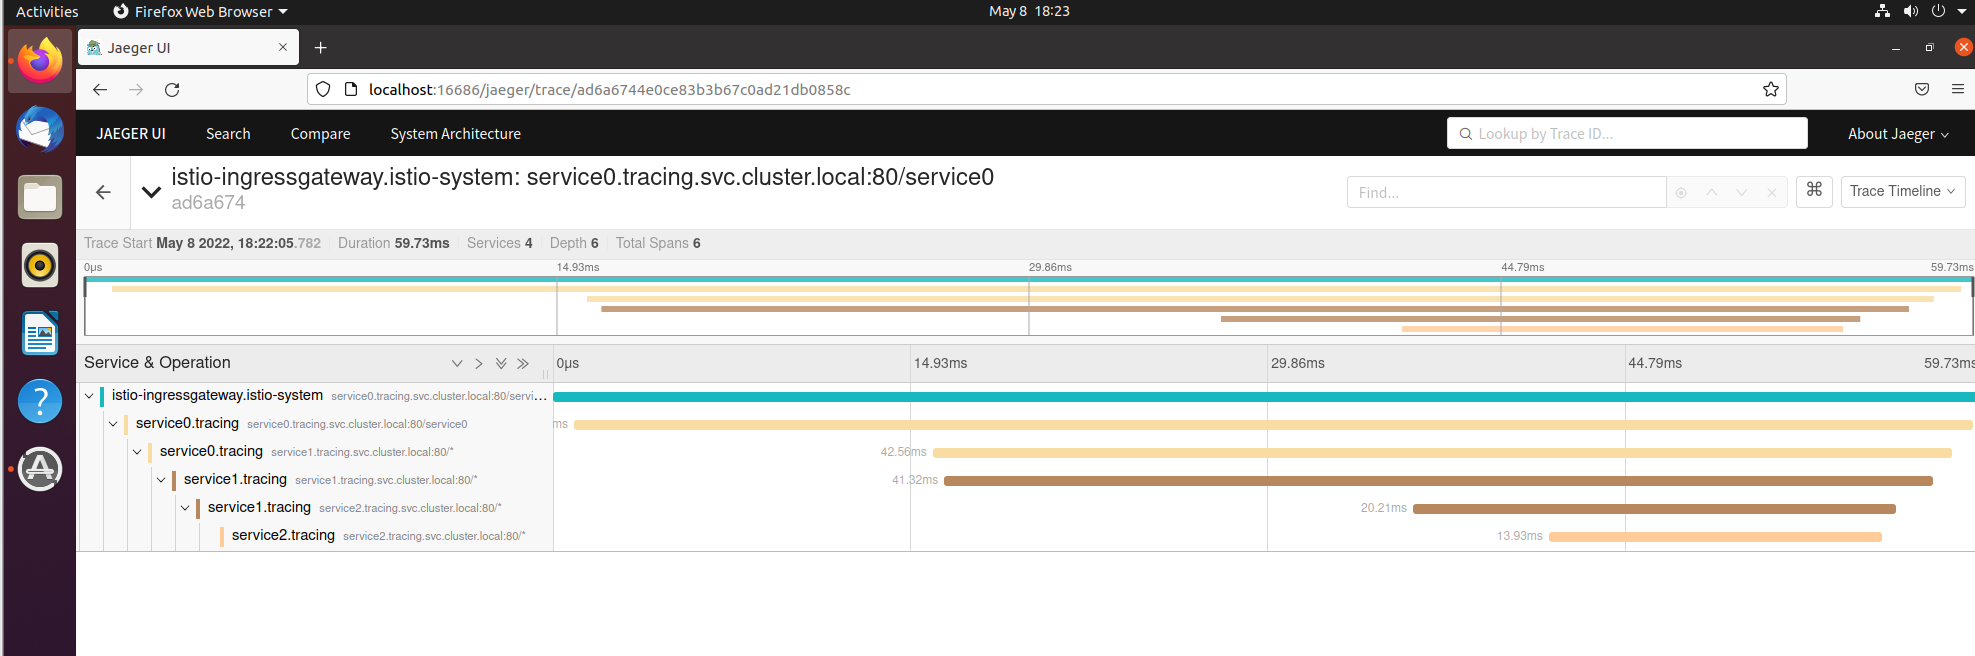 Activities Firefox Web Browser May 8 18:23
Jaeger UI
localhost:16686/jaeger/trace/ad6a6744e0ce83b3b67c0ad21db0858c
JAEGER UI Search Compare System Architecture Lookup by Trace ID... About Jaeger
istio-ingressgateway.istio-system: service0.tracing.svc.cluster.local:80/service0
ad6a674
Find... ⌘ Trace Timeline
Trace Start May 8 2022, 18:22:05.782 Duration 59.73ms Services 4 Depth 6 Total Spans 6
0μs 14.93ms 29.86ms 44.79ms 59.73ms
Service & Operation 0μs 14.93ms 29.86ms 44.79ms 59.73ms
istio-ingressgateway.istio-system service0.tracing.svc.cluster.local:80/servi...
service0.tracing service0.tracing.svc.cluster.local:80/service0 ms
service0.tracing service1.tracing.svc.cluster.local:80/* 42.56ms
service1.tracing service1.tracing.svc.cluster.local:80/* 41.32ms
service1.tracing service2.tracing.svc.cluster.local:80/* 20.21ms
service2.tracing service2.tracing.svc.cluster.local:80/* 13.93ms